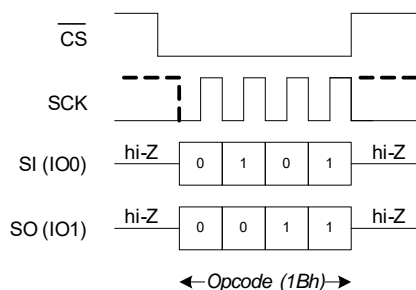 CS
SCK
hi-Z hi-Z
SI (IO0) 0 1 0 1
hi-Z hi-Z
SO (IO1) 0 0 1 1
Opcode (1Bh)